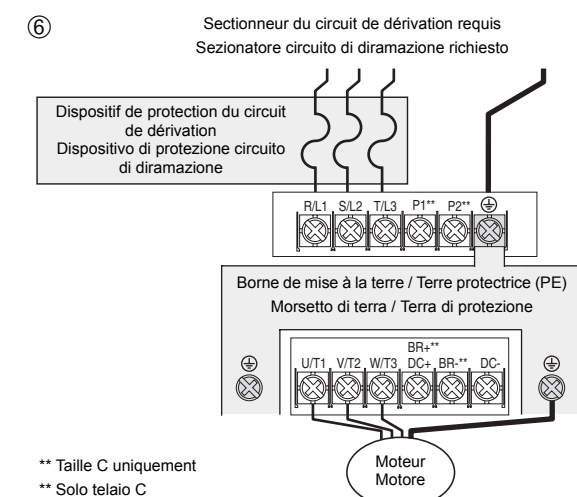 ⑥
Sectionneur du circuit de dérivation requis
Sezionatore circuito di diramazione richiesto
Dispositif de protection du circuit
de dérivation
Dispositivo di protezione circuito
di diramazione
R/L1 S/L2 T/L3 P1** P2**
Borne de mise à la terre / Terre protectrice (PE)
Morsetto di terra / Terra di protezione
BR+**
U/T1 V/T2 W/T3 DC+ BR-** DC-
Moteur
Motore
** Taille C uniquement
** Solo telaio C